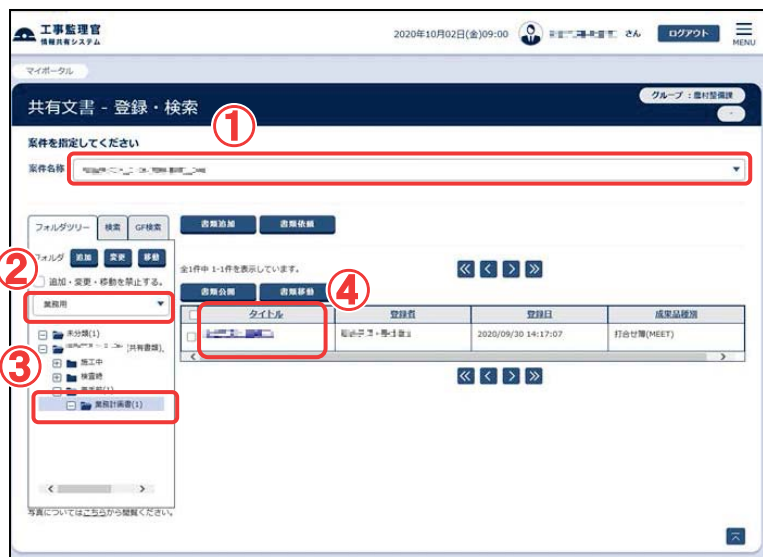 工事監理官
情報共有システム
2020年10月02日(金)09:00
さん
ログアウト
MENU
マイポータル
共有文書 - 登録・検索
グループ：農村整備課
-
①
案件を指定してください
案件名称
フォルダツリー
検索
GF検索
書類追加
書類依頼
フォルダ
追加
変更
移動
②
追加・変更・移動を禁止する。
全1件中 1-1件を表示しています。
業務用
書類公開
書類移動
④
タイトル
登録者
登録日
成果品種別
2020/09/30 14:17:07
打合せ簿(MEET)
未分類(1)
(共有書類)、
③
施工中
検査時
業務計画書(1)
写真についてはこちらから閲覧ください。